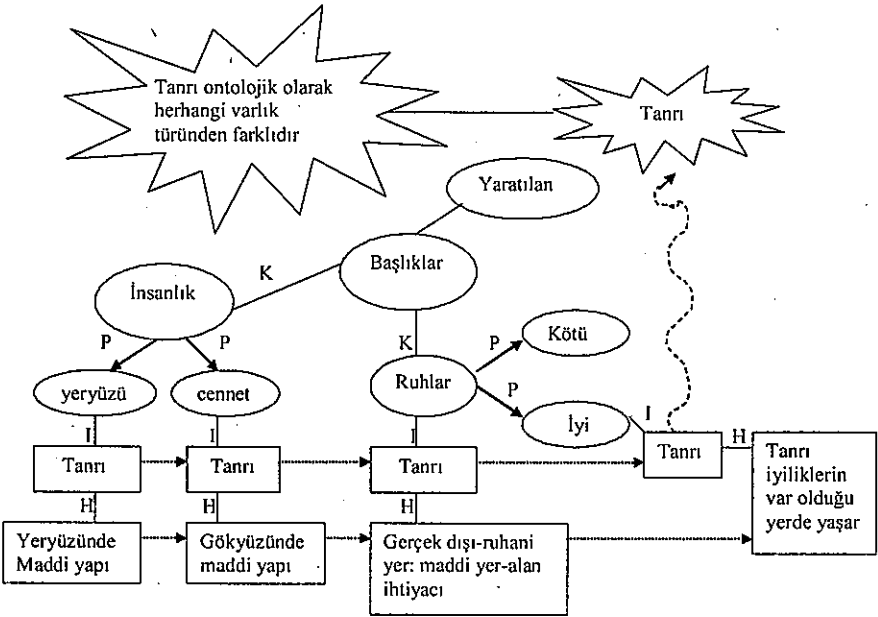 Tanrı ontolojik olarak
herhangi varlık
türünden farklıdır
Tanrı
Yaratılan
Başlıklar
K
İnsanlık
K
P
P
Kötü
P
Ruhlar
P
yeryüzü
cennet
İyi
I
I
I
I
Tanrı
Tanrı
Tanrı
Tanrı
H
Tanrı
iyiliklerin
var olduğu
yerde yaşar
H
H
H
Yeryüzünde
Maddi yapı
Gökyüzünde
maddi yapı
Gerçek dışı-ruhani
yer: maddi yer-alan
ihtiyacı